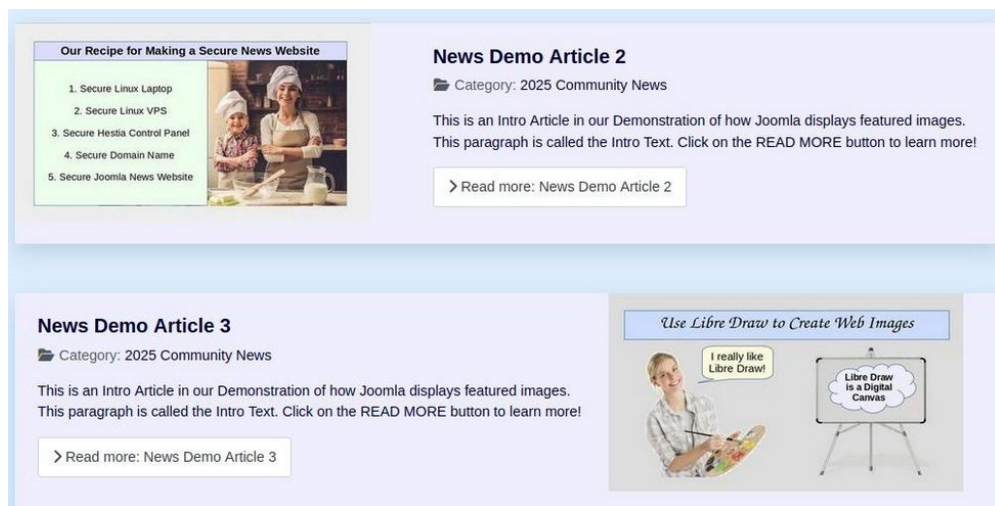 Our Recipe for Making a Secure News Website
1. Secure Linux Laptop
2. Secure Linux VPS
3. Secure Hestia Control Panel
4. Secure Domain Name
5. Secure Joomla News Website
News Demo Article 2
Category: 2025 Community News
This is an Intro Article in our Demonstration of how Joomla displays featured images.
This paragraph is called the Intro Text. Click on the READ MORE button to learn more!
Read more: News Demo Article 2
News Demo Article 3
Category: 2025 Community News
This is an Intro Article in our Demonstration of how Joomla displays featured images.
This paragraph is called the Intro Text. Click on the READ MORE button to learn more!
Read more: News Demo Article 3
Use Libre Draw to Create Web Images
I really like
Libre Draw!
Libre Draw
is a Digital
Canvas